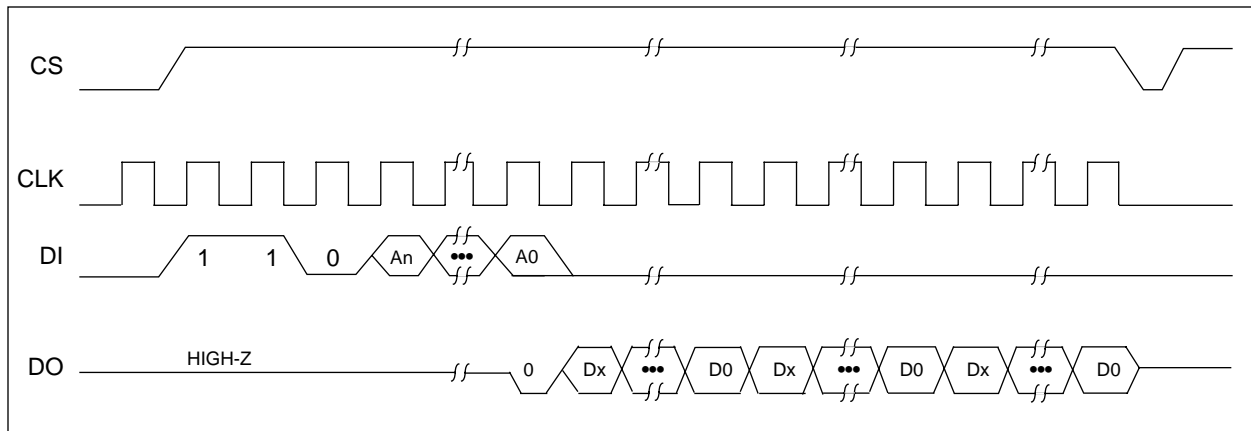 CS
CLK
DI 1 1 0 An ••• A0
HIGH-Z
DO 0 Dx ••• D0 Dx ••• D0 Dx ••• D0